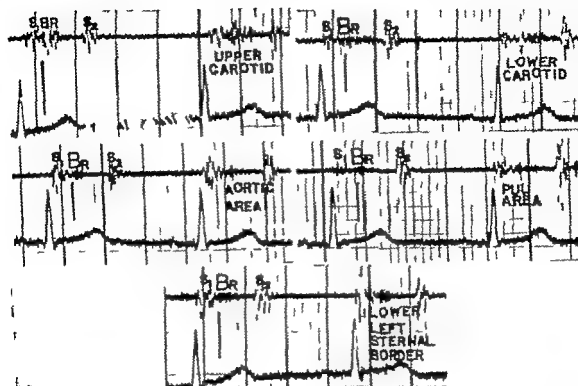 S₁ BR S₂
UPPER
CAROTID
S₁ BR S₂
LOWER
CAROTID
S₁ BR S₂
AORTIC
AREA
S₁ BR S₂
PUL
AREA
S₁ BR S₂
LOWER
LEFT
STERNAL
BORDER